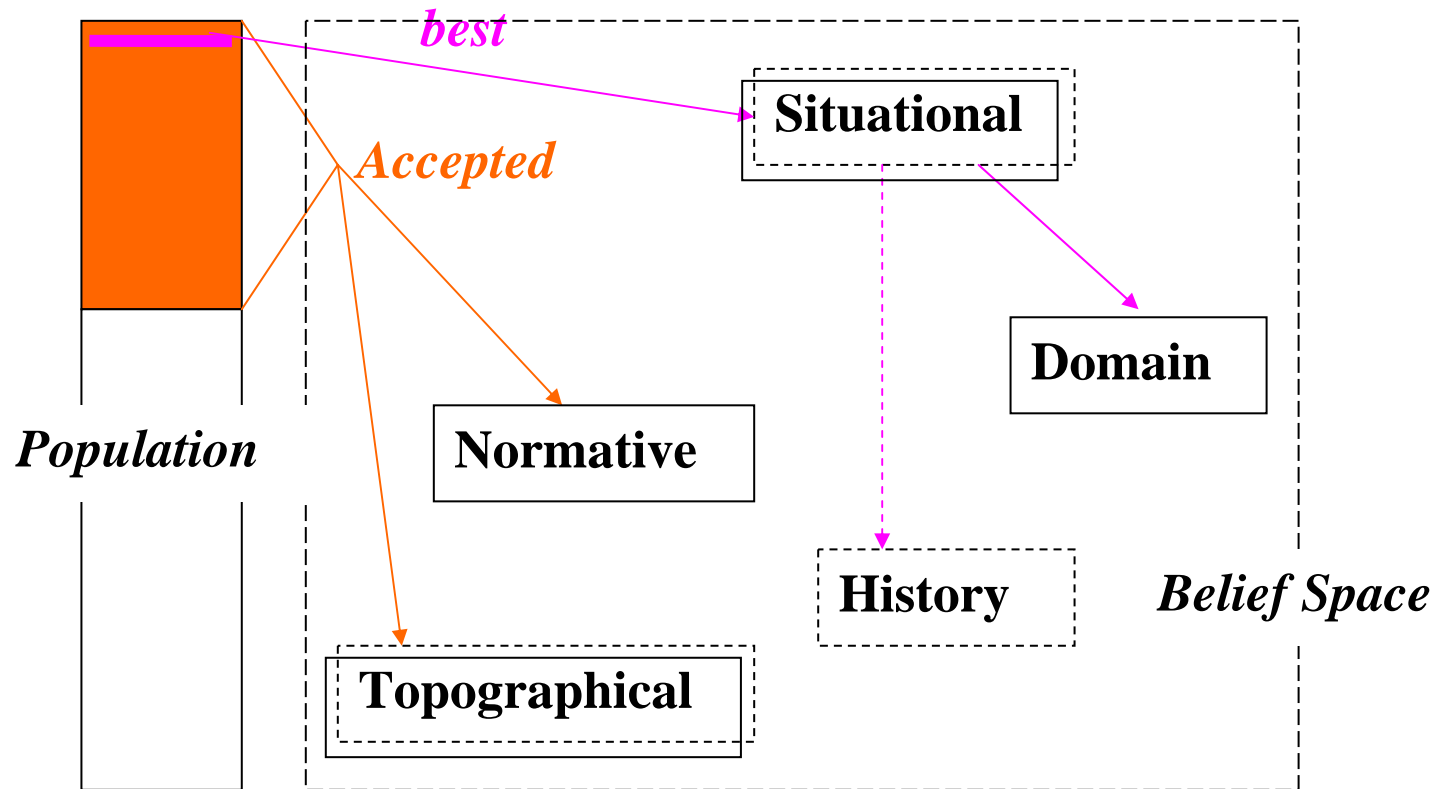 best
Situational
Accepted
Domain
Population
Normative
History
Belief Space
Topographical